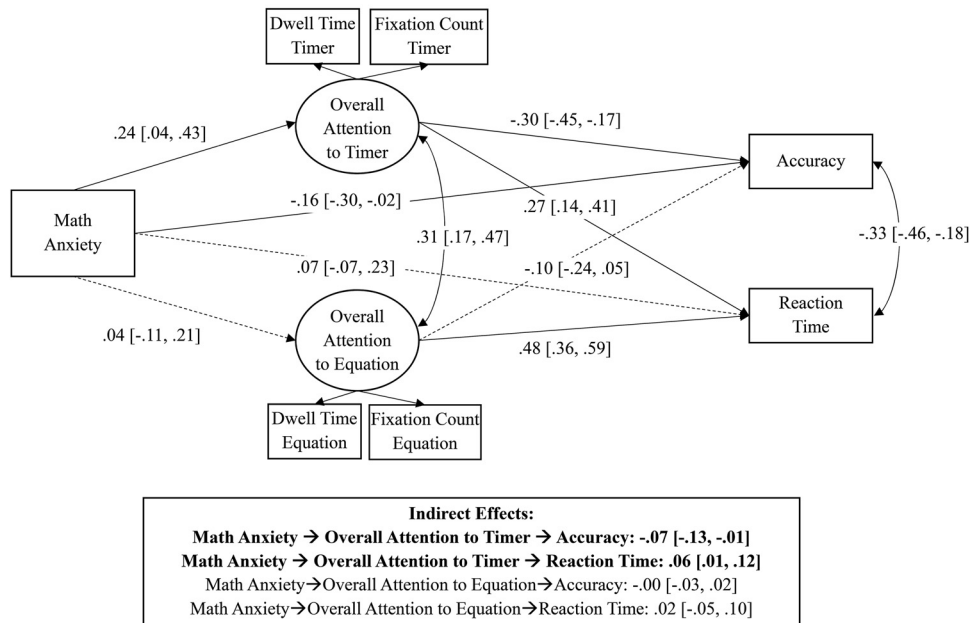 Dwell Time
Timer
Fixation Count
Timer
Overall
Attention
to Timer
.24 [.04, .43]
-.30 [-.45, -.17]
Accuracy
-.16 [-.30, -.02]
.27 [.14, .41]
Math
Anxiety
.31 [.17, .47]
-.33 [-.46, -.18]
.07 [-.07, .23]
-.10 [-.24, .05]
Reaction
Time
.04 [-.11, .21]
Overall
Attention
to Equation
.48 [.36, .59]
Dwell Time
Equation
Fixation Count
Equation
Indirect Effects:
Math Anxiety → Overall Attention to Timer → Accuracy: -.07 [-.13, -.01]
Math Anxiety → Overall Attention to Timer → Reaction Time: .06 [.01, .12]
Math Anxiety→Overall Attention to Equation→Accuracy: -.00 [-.03, .02]
Math Anxiety→Overall Attention to Equation→Reaction Time: .02 [-.05, .10]